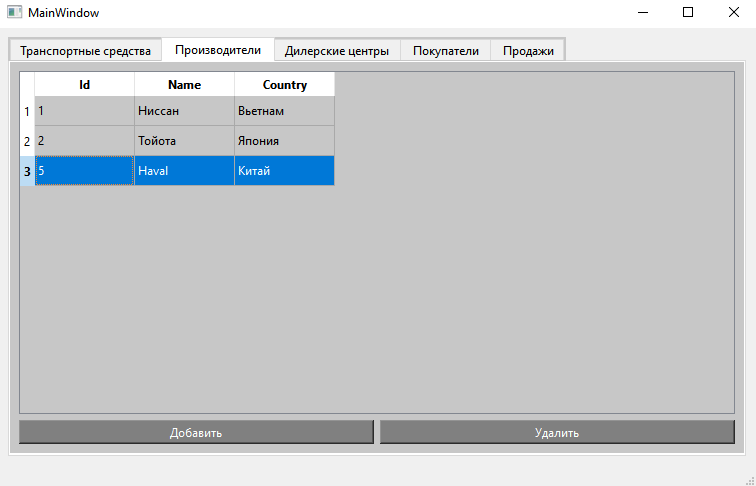 MainWindow
Транспортные средства Производители Дилерские центры Покупатели Продажи
Id Name Country
1 1 Ниссан Вьетнам
2 2 Тойота Япония
3 5 Haval Китай
Добавить Удалить